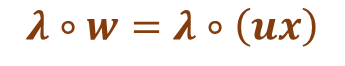 λ ∘ w = λ ∘ (ux)